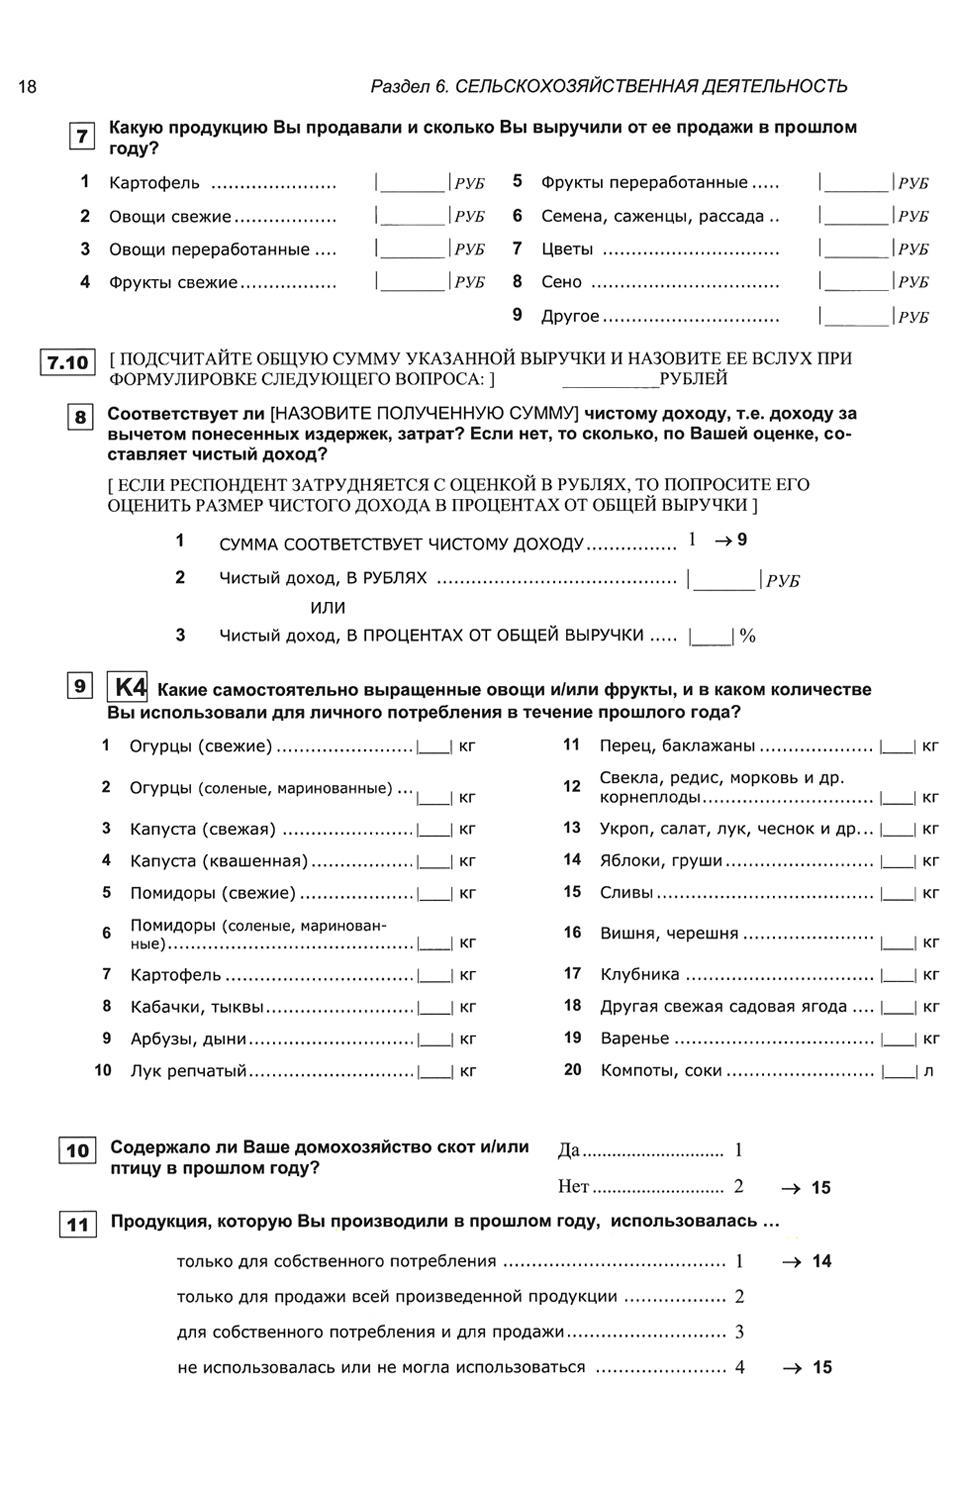 18
Раздел 6. СЕЛЬСКОХОЗЯЙСТВЕННАЯ ДЕЯТЕЛЬНОСТЬ
7 Какую продукцию Вы продавали и сколько Вы выручили от ее продажи в прошлом
году?
1 Картофель ...................... |_______|РУБ 5 Фрукты переработанные ..... |_______|РУБ
2 Овощи свежие.................. |_______|РУБ 6 Семена, саженцы, рассада .. |_______|РУБ
3 Овощи переработанные .... |_______|РУБ 7 Цветы ............................... |_______|РУБ
4 Фрукты свежие................. |_______|РУБ 8 Сено ................................. |_______|РУБ
9 Другое............................... |_______|РУБ
7.10 [ ПОДСЧИТАЙТЕ ОБЩУЮ СУММУ УКАЗАННОЙ ВЫРУЧКИ И НАЗОВИТЕ ЕЕ ВСЛУХ ПРИ
ФОРМУЛИРОВКЕ СЛЕДУЮЩЕГО ВОПРОСА: ] __________РУБЛЕЙ
8 Соответствует ли [НАЗОВИТЕ ПОЛУЧЕННУЮ СУММУ] чистому доходу, т.е. доходу за
вычетом понесенных издержек, затрат? Если нет, то сколько, по Вашей оценке, со-
ставляет чистый доход?
[ ЕСЛИ РЕСПОНДЕНТ ЗАТРУДНЯЕТСЯ С ОЦЕНКОЙ В РУБЛЯХ, ТО ПОПРОСИТЕ ЕГО
ОЦЕНИТЬ РАЗМЕР ЧИСТОГО ДОХОДА В ПРОЦЕНТАХ ОТ ОБЩЕЙ ВЫРУЧКИ ]
1 СУММА СООТВЕТСТВУЕТ ЧИСТОМУ ДОХОДУ................ 1 → 9
2 Чистый доход, В РУБЛЯХ .......................................... |_______|РУБ
ИЛИ
3 Чистый доход, В ПРОЦЕНТАХ ОТ ОБЩЕЙ ВЫРУЧКИ ..... |____| %
9 K4 Какие самостоятельно выращенные овощи и/или фрукты, и в каком количестве
Вы использовали для личного потребления в течение прошлого года?
1 Огурцы (свежие) ........................|___| кг 11 Перец, баклажаны .................... |___| кг
2 Огурцы (соленые, маринованные) ...|___| кг 12 Свекла, редис, морковь и др.
корнеплоды.............................. |___| кг
3 Капуста (свежая) .......................|___| кг 13 Укроп, салат, лук, чеснок и др... |___| кг
4 Капуста (квашенная)..................|___| кг 14 Яблоки, груши.......................... |___| кг
5 Помидоры (свежие) ....................|___| кг 15 Сливы...................................... |___| кг
6 Помидоры (соленые, маринован-
ные)...........................................|___| кг 16 Вишня, черешня ....................... |___| кг
7 Картофель .................................|___| кг 17 Клубника ................................. |___| кг
8 Кабачки, тыквы..........................|___| кг 18 Другая свежая садовая ягода .... |___| кг
9 Арбузы, дыни.............................|___| кг 19 Варенье ................................... |___| кг
10 Лук репчатый.............................|___| кг 20 Компоты, соки .......................... |___| л
10 Содержало ли Ваше домохозяйство скот и/или
птицу в прошлом году?
Да............................. 1
Нет........................... 2 → 15
11 Продукция, которую Вы производили в прошлом году, использовалась ...
только для собственного потребления ....................................... 1 → 14
только для продажи всей произведенной продукции .................. 2
для собственного потребления и для продажи............................ 3
не использовалась или не могла использоваться ....................... 4 → 15